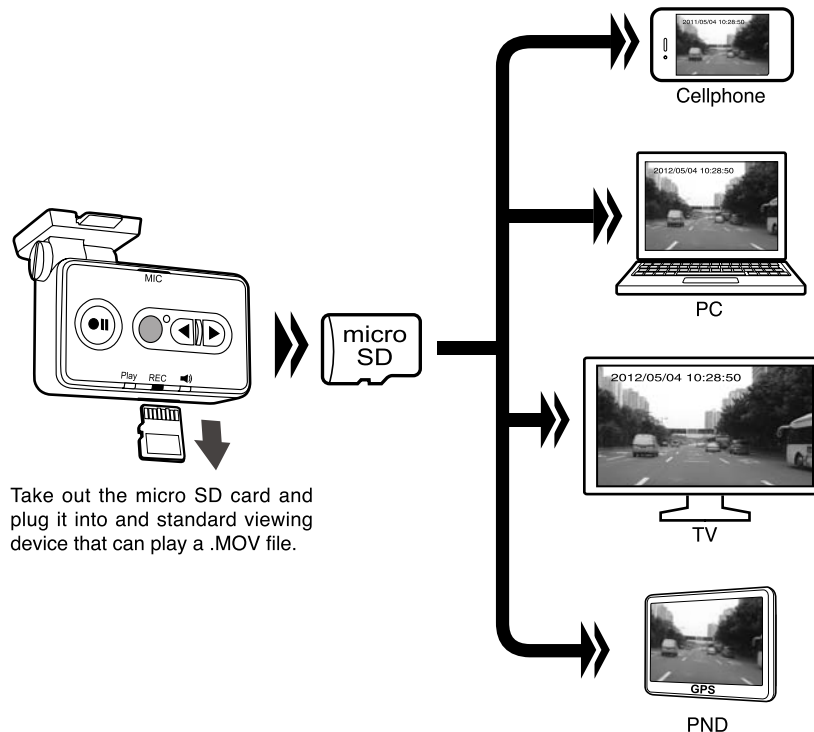 MIC
Play REC
Take out the micro SD card and
plug it into and standard viewing
device that can play a .MOV file.
micro
SD
2011/05/04 10:28:50
Cellphone
2012/05/04 10:28:50
PC
2012/05/04 10:28:50
TV
GPS
PND